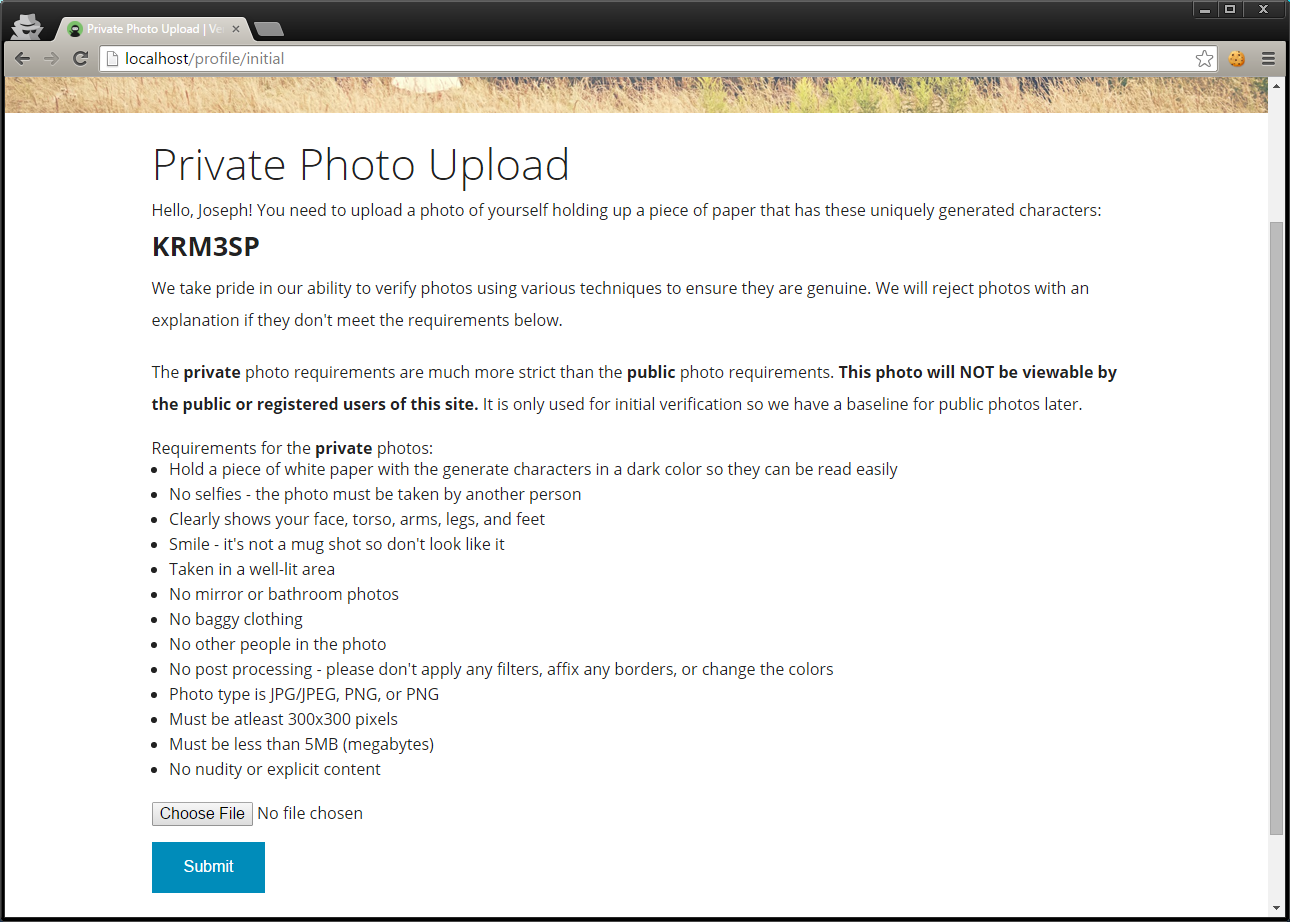 Private Photo Upload | Ve
localhost/profile/initial
Private Photo Upload
Hello, Joseph! You need to upload a photo of yourself holding up a piece of paper that has these uniquely generated characters:
KRM3SP
We take pride in our ability to verify photos using various techniques to ensure they are genuine. We will reject photos with an
explanation if they don't meet the requirements below.
The private photo requirements are much more strict than the public photo requirements. This photo will NOT be viewable by
the public or registered users of this site. It is only used for initial verification so we have a baseline for public photos later.
Requirements for the private photos:
• Hold a piece of white paper with the generate characters in a dark color so they can be read easily
• No selfies - the photo must be taken by another person
• Clearly shows your face, torso, arms, legs, and feet
• Smile - it's not a mug shot so don't look like it
• Taken in a well-lit area
• No mirror or bathroom photos
• No baggy clothing
• No other people in the photo
• No post processing - please don't apply any filters, affix any borders, or change the colors
• Photo type is JPG/JPEG, PNG, or PNG
• Must be atleast 300x300 pixels
• Must be less than 5MB (megabytes)
• No nudity or explicit content
Choose File No file chosen
Submit